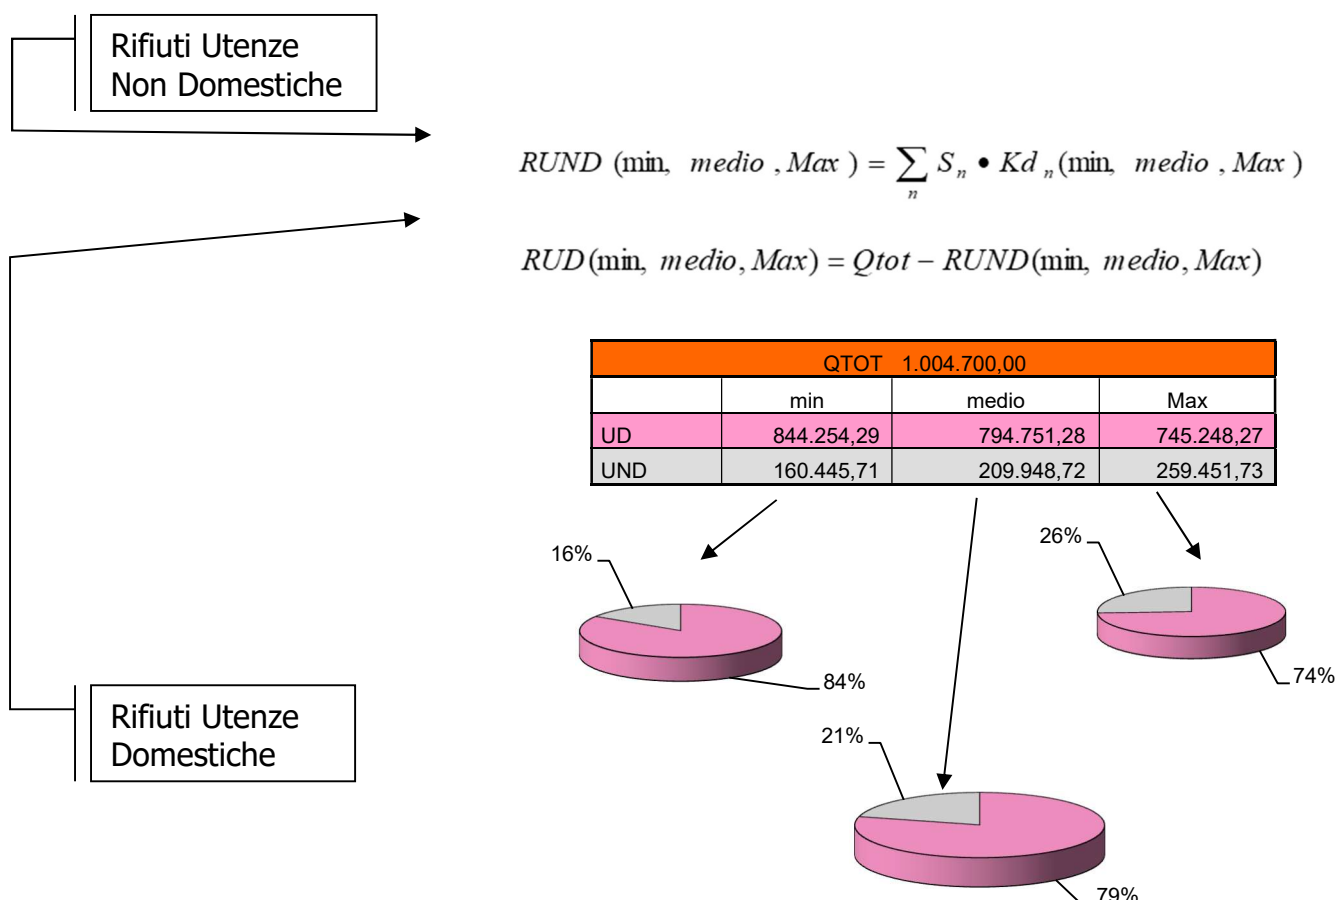 Rifiuti Utenze
Non Domestiche
RUND (min, medio , Max ) = ∑ n S n • Kd n (min, medio , Max )
RUD(min, medio, Max) = Qtot − RUND(min, medio, Max)
QTOT 1.004.700,00
min medio Max
UD 844.254,29 794.751,28 745.248,27
UND 160.445,71 209.948,72 259.451,73
16%
26%
84%
74%
21%
79%
Rifiuti Utenze
Domestiche